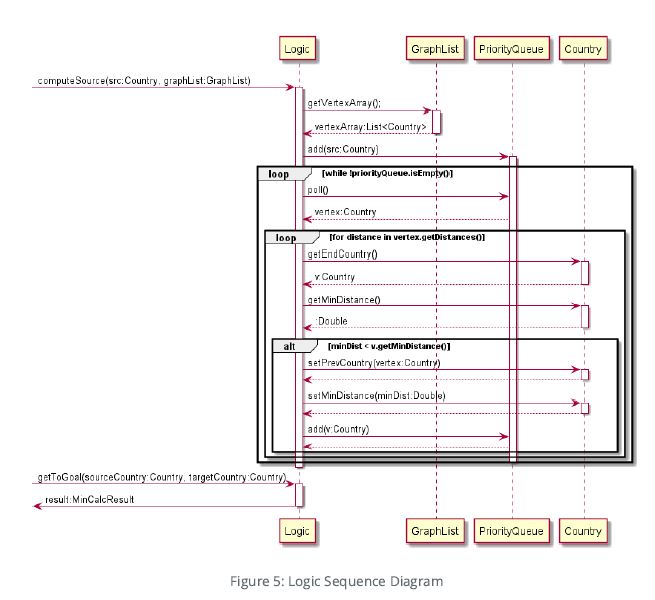 Logic GraphList PriorityQueue Country
computeSource(src:Country, graphList:GraphList)
getVertexArray();
vertexArray:List<Country>
add(src:Country)
loop [while !priorityQueue.isEmpty()]
poll()
vertex:Country
loop [for distance in vertex.getDistances()]
getEndCountry()
v:Country
getMinDistance()
:Double
alt [minDist < v.getMinDistance()]
setPrevCountry(vertex:Country)
setMinDistance(minDist:Double)
add(v:Country)
getToGoal(sourceCountry:Country, targetCountry:Country)
result:MinCalcResult
Logic GraphList PriorityQueue Country
Figure 5: Logic Sequence Diagram